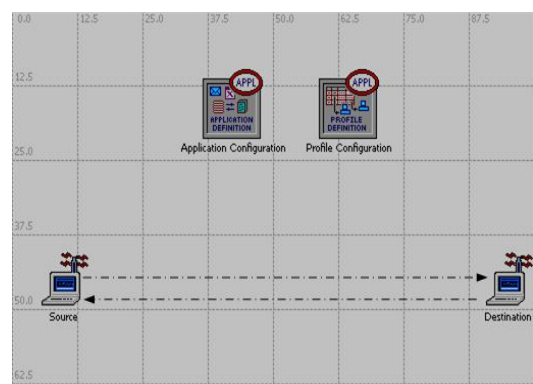 0.0 12.5 25.0 37.5 50.0 62.5 75.0 87.5
12.5
APPL APPL
APPLICATION
DEFINITION
PROFILE
DEFINITION
Application Configuration Profile Configuration
25.0
37.5
50.0
Source Destination
62.5